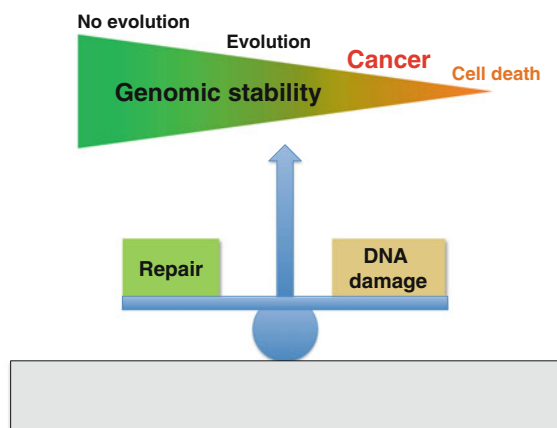 No evolution
Evolution
Cancer
Cell death
Genomic stability
Repair
DNA
damage